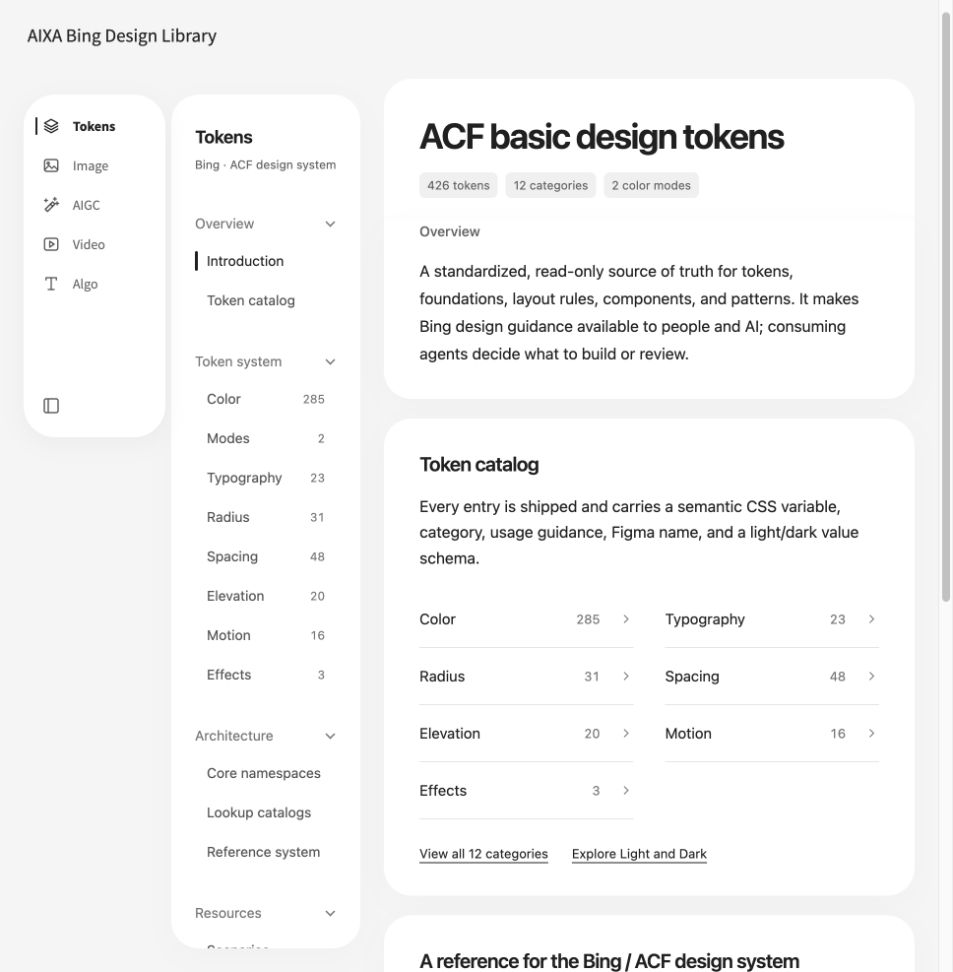 AIXA Bing Design Library
Tokens
Image
AIGC
Video
Algo
Tokens
Bing · ACF design system
Overview
Introduction
Token catalog
Token system
Color 285
Modes 2
Typography 23
Radius 31
Spacing 48
Elevation 20
Motion 16
Effects 3
Architecture
Core namespaces
Lookup catalogs
Reference system
Resources
ACF basic design tokens
426 tokens 12 categories 2 color modes
Overview
A standardized, read-only source of truth for tokens,
foundations, layout rules, components, and patterns. It makes
Bing design guidance available to people and AI; consuming
agents decide what to build or review.
Token catalog
Every entry is shipped and carries a semantic CSS variable,
category, usage guidance, Figma name, and a light/dark value
schema.
Color 285 Typography 23
Radius 31 Spacing 48
Elevation 20 Motion 16
Effects 3
View all 12 categories Explore Light and Dark
A reference for the Bing / ACF design system